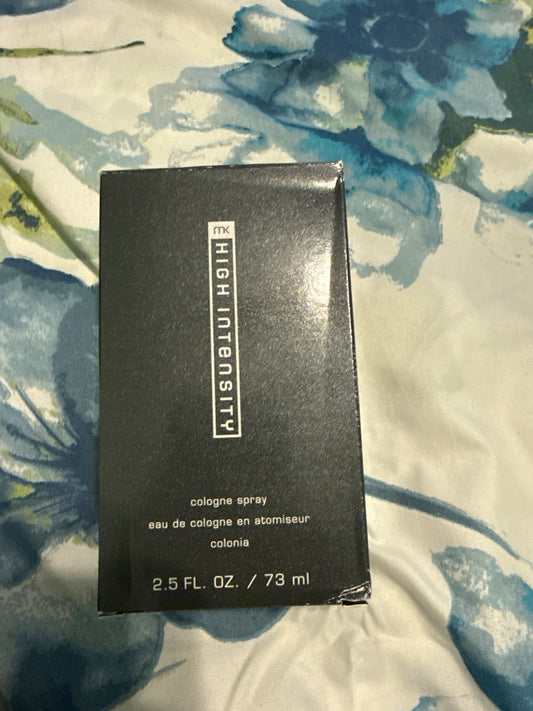 mk
HIGH INTENSITY
cologne spray
eau de cologne en atomiseur
colonia
2.5 FL. OZ. / 73 ml